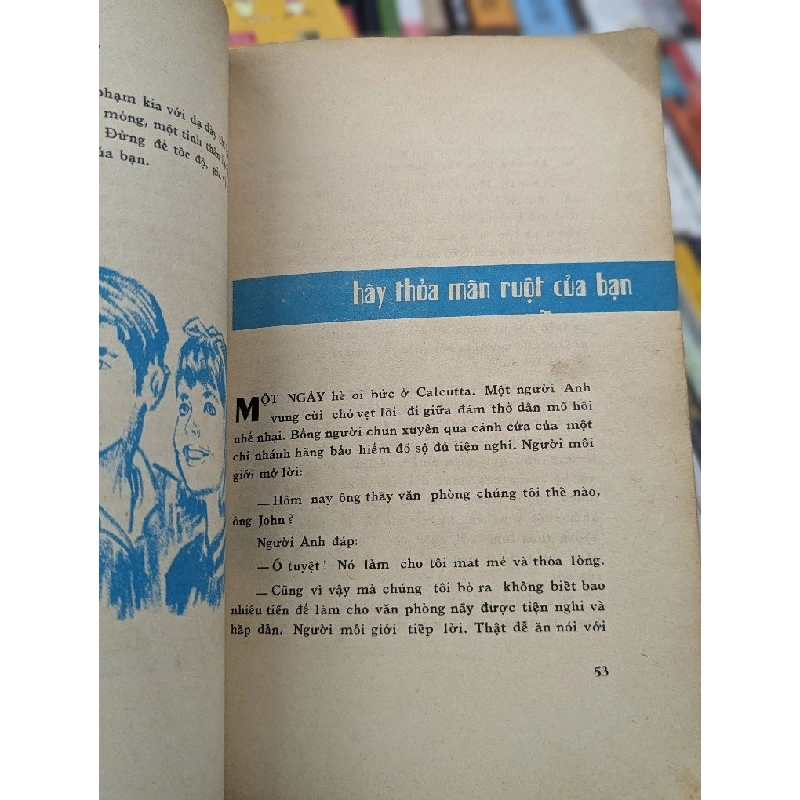 phạm kia với dạ dày
mỏng, một tinh thần
Đừng để tốc độ,
của bạn.
hãy thỏa mãn ruột của bạn
MỘT NGÀY hè oi bức ở Calcutta. Một người Anh
vung cùi chỏ vẹt lối đi giữa đám thổ dân mồ hôi
nhễ nhại. Bỗng người chun xuyên qua cánh cửa của một
chi nhánh hãng bảo hiểm đồ sộ đủ tiện nghi. Người môi
giới mở lời:
— Hôm nay ông thấy văn phòng chúng tôi thế nào,
ông John?
Người Anh đáp:
— Ồ tuyệt! Nó làm cho tôi mát mẻ và thỏa lòng.
— Cũng vì vậy mà chúng tôi bỏ ra không biết bao
nhiêu tiền để làm cho văn phòng nầy được tiện nghi và
hấp dẫn. Người môi giới tiếp lời. Thật dễ ăn nói với
53